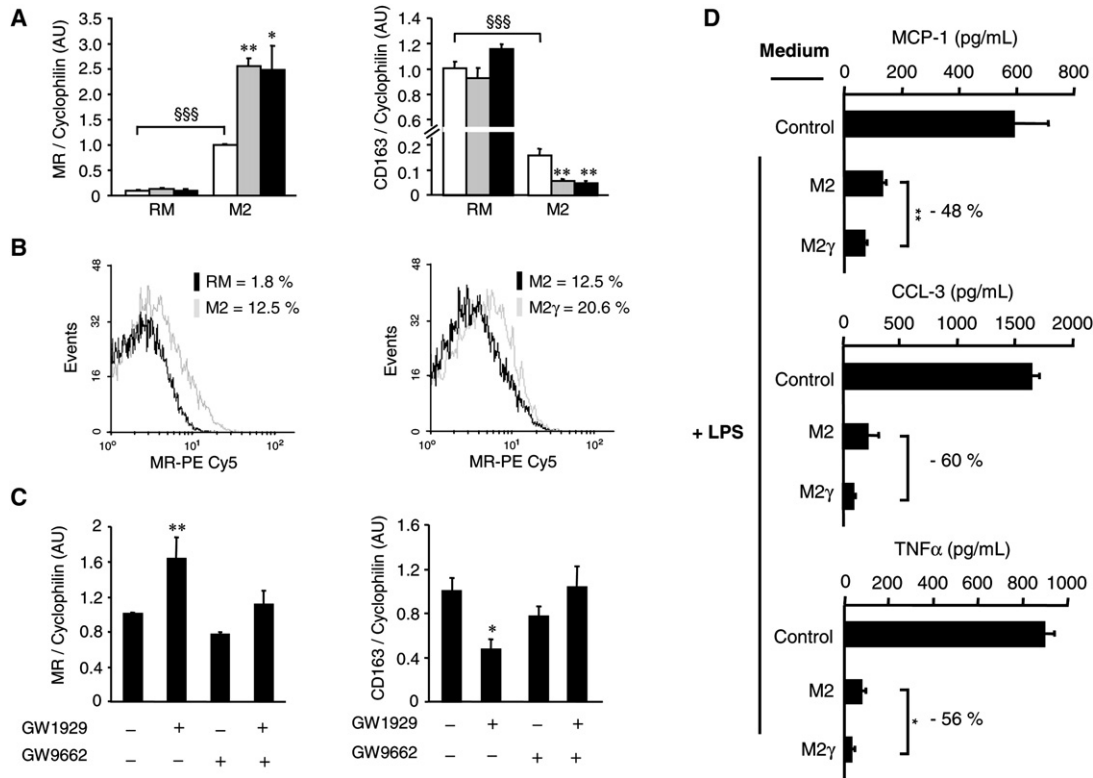 A
MR / Cyclophilin (AU)
3.5
3.0
2.5
2.0
1.5
1.0
0.5
0
§§§
**
*
RM
M2
CD163 / Cyclophilin (AU)
1.4
1.2
1.0
0.8
0.6
0.2
0.1
0
§§§
**
**
RM
M2
B
Events
48
32
16
0
RM = 1.8 %
M2 = 12.5 %
10⁰
10¹
10²
MR-PE Cy5
Events
48
32
16
0
M2 = 12.5 %
M2γ = 20.6 %
10⁰
10¹
10²
MR-PE Cy5
C
MR / Cyclophilin (AU)
2
1.6
1.2
0.8
0.4
0
**
GW1929 – + – +
GW9662 – – + +
CD163 / Cyclophilin (AU)
1.6
1.2
0.8
0.4
0
*
GW1929 – + – +
GW9662 – – + +
D
Medium
+ LPS
MCP-1 (pg/mL)
0 200 400 600 800
Control
M2
M2γ
**
- 48 %
CCL-3 (pg/mL)
0 500 1000 1500 2000
Control
M2
M2γ
- 60 %
TNFα (pg/mL)
0 200 400 600 800 1000
Control
M2
M2γ
*
- 56 %